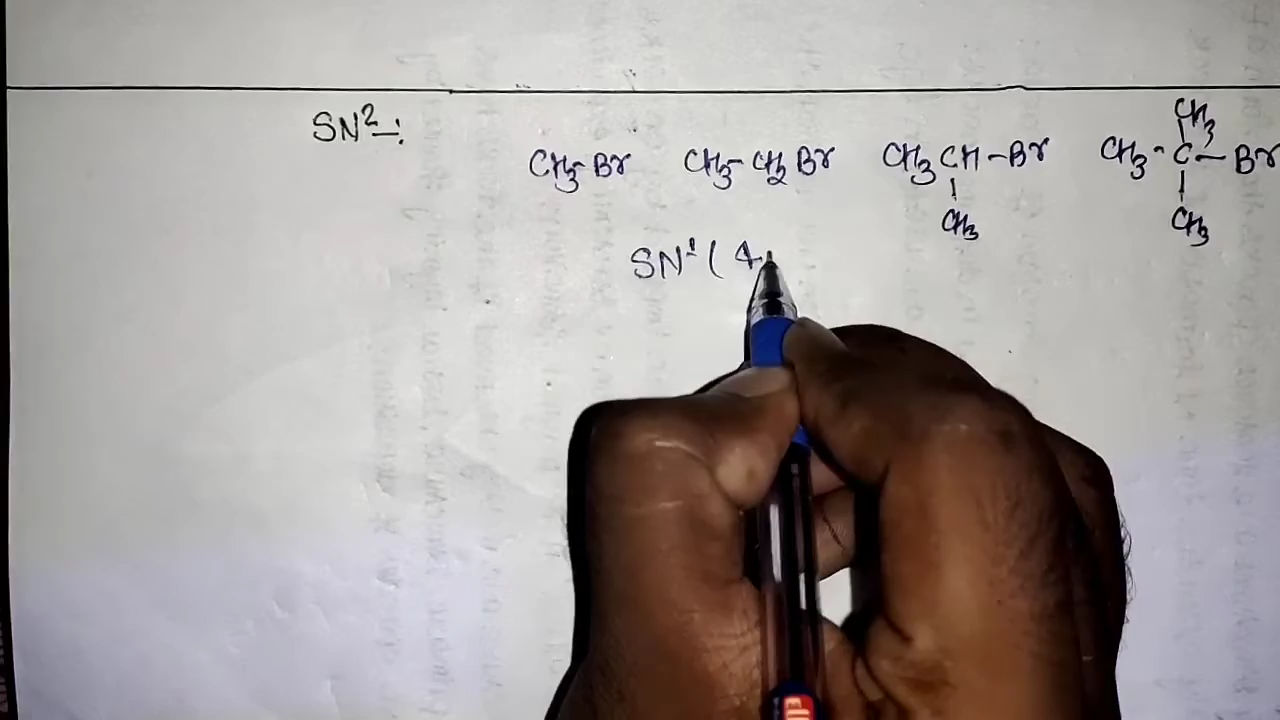 SN²-:
CH₃-Br CH₃-CH₂Br CH₃CH-Br CH₃-C-Br
CH₃
CH₃ CH₃
SN¹ ( 4